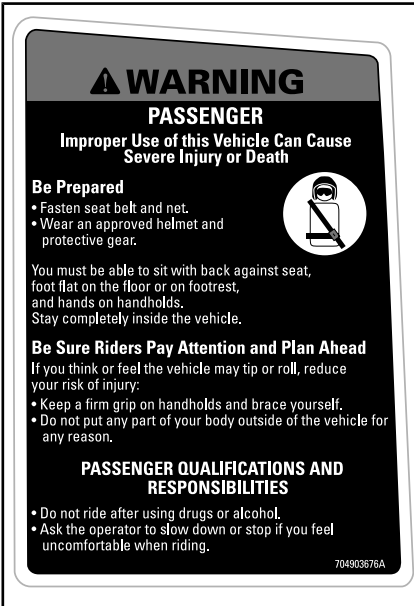 WARNING
PASSENGER
Improper Use of this Vehicle Can Cause
Severe Injury or Death
Be Prepared
• Fasten seat belt and net.
• Wear an approved helmet and
protective gear.
You must be able to sit with back against seat,
foot flat on the floor or on footrest,
and hands on handholds.
Stay completely inside the vehicle.
Be Sure Riders Pay Attention and Plan Ahead
If you think or feel the vehicle may tip or roll, reduce
your risk of injury:
• Keep a firm grip on handholds and brace yourself.
• Do not put any part of your body outside of the vehicle for
any reason.
PASSENGER QUALIFICATIONS AND
RESPONSIBILITIES
• Do not ride after using drugs or alcohol.
• Ask the operator to slow down or stop if you feel
uncomfortable when riding.
704903676A